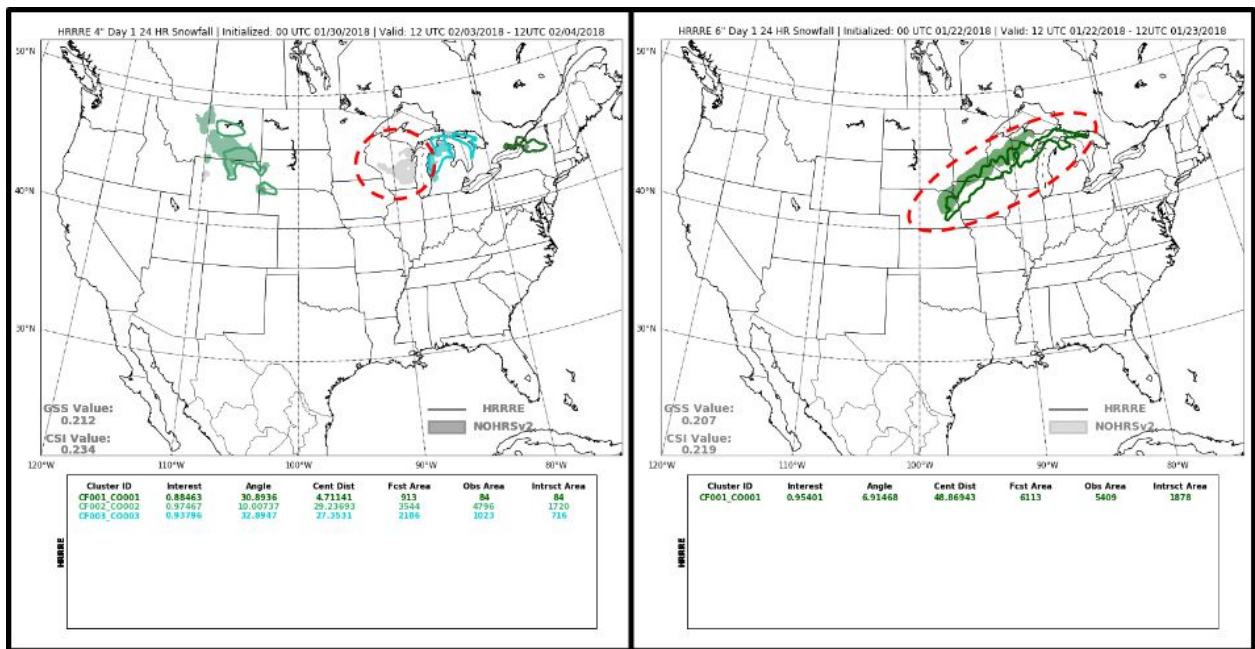 HRRRE 4" Day 1 24 HR Snowfall | Initialized: 00 UTC 01/30/2018 | Valid: 12 UTC 02/03/2018 - 12UTC 02/04/2018
50°N
40°N
30°N
GSS Value:
0.212
CSI Value:
0.234
HRRRE
NOHRSv2
120°W 110°W 100°W 90°W 80°W
Cluster ID Interest Angle Cent Dist Fcst Area Obs Area Intrsct Area
CF001_CO001 0.88463 30.8936 4.71141 913 84 84
CF002_CO002 0.97467 10.00737 29.23693 3544 4796 1720
CF003_CO003 0.93796 32.8947 27.3531 2186 1023 716
HRRRE
HRRRE 6" Day 1 24 HR Snowfall | Initialized: 00 UTC 01/22/2018 | Valid: 12 UTC 01/22/2018 - 12UTC 01/23/2018
50°N
40°N
30°N
GSS Value:
0.207
CSI Value:
0.219
HRRRE
NOHRSv2
120°W 110°W 100°W 90°W 80°W
Cluster ID Interest Angle Cent Dist Fcst Area Obs Area Intrsct Area
CF001_CO001 0.95401 6.91468 48.86943 6113 5409 1878
HRRRE